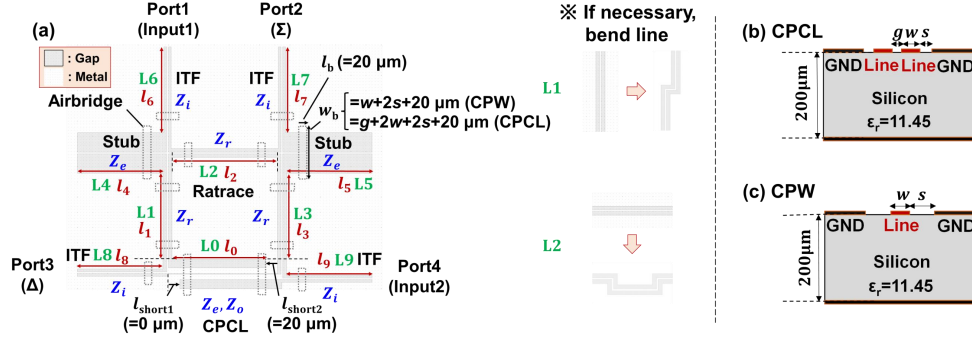 (a)
Port1
(Input1)
Port2
(Σ)
: Gap
: Metal
Airbridge
L6
l6
ITF
Zi
L7
l7
ITF
Zi
lb (=20 μm)
wb
=w+2s+20 μm (CPW)
=g+2w+2s+20 μm (CPCL)
Stub
Ze
L4 l4
Zr
L2 l2
Ratrace
Stub
Ze
l5 L5
L1
l1
Zr
Zr
L3
l3
L0 l0
Port3
(Δ)
ITF L8 l8
Zi
l9 L9 ITF
Zi
Port4
(Input2)
lshort1
(=0 μm)
Ze, Zo
CPCL
lshort2
(=20 μm)
※ If necessary,
bend line
L1
L2
(b) CPCL
g w s
GND Line Line GND
200μm
Silicon
εr=11.45
(c) CPW
w s
GND Line GND
200μm
Silicon
εr=11.45